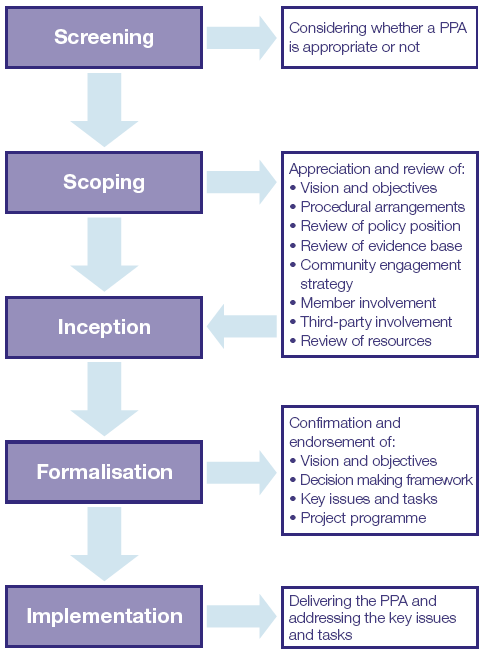 Screening
Considering whether a PPA
is appropriate or not
Scoping
Appreciation and review of:
• Vision and objectives
• Procedural arrangements
• Review of policy position
• Review of evidence base
• Community engagement
strategy
• Member involvement
• Third-party involvement
• Review of resources
Inception
Formalisation
Confirmation and
endorsement of:
• Vision and objectives
• Decision making framework
• Key issues and tasks
• Project programme
Implementation
Delivering the PPA and
addressing the key issues
and tasks